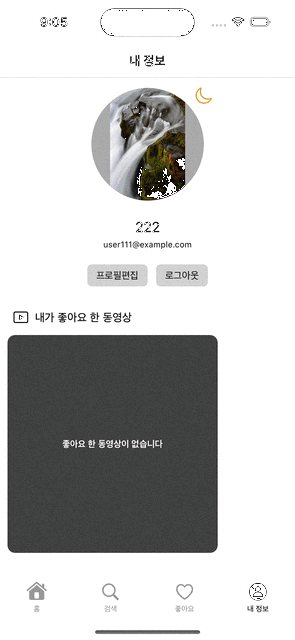 9:05
내 정보
222
user111@example.com
프로필편집
로그아웃
내가 좋아요 한 동영상
좋아요 한 동영상이 없습니다
홈
검색
좋아요
내 정보